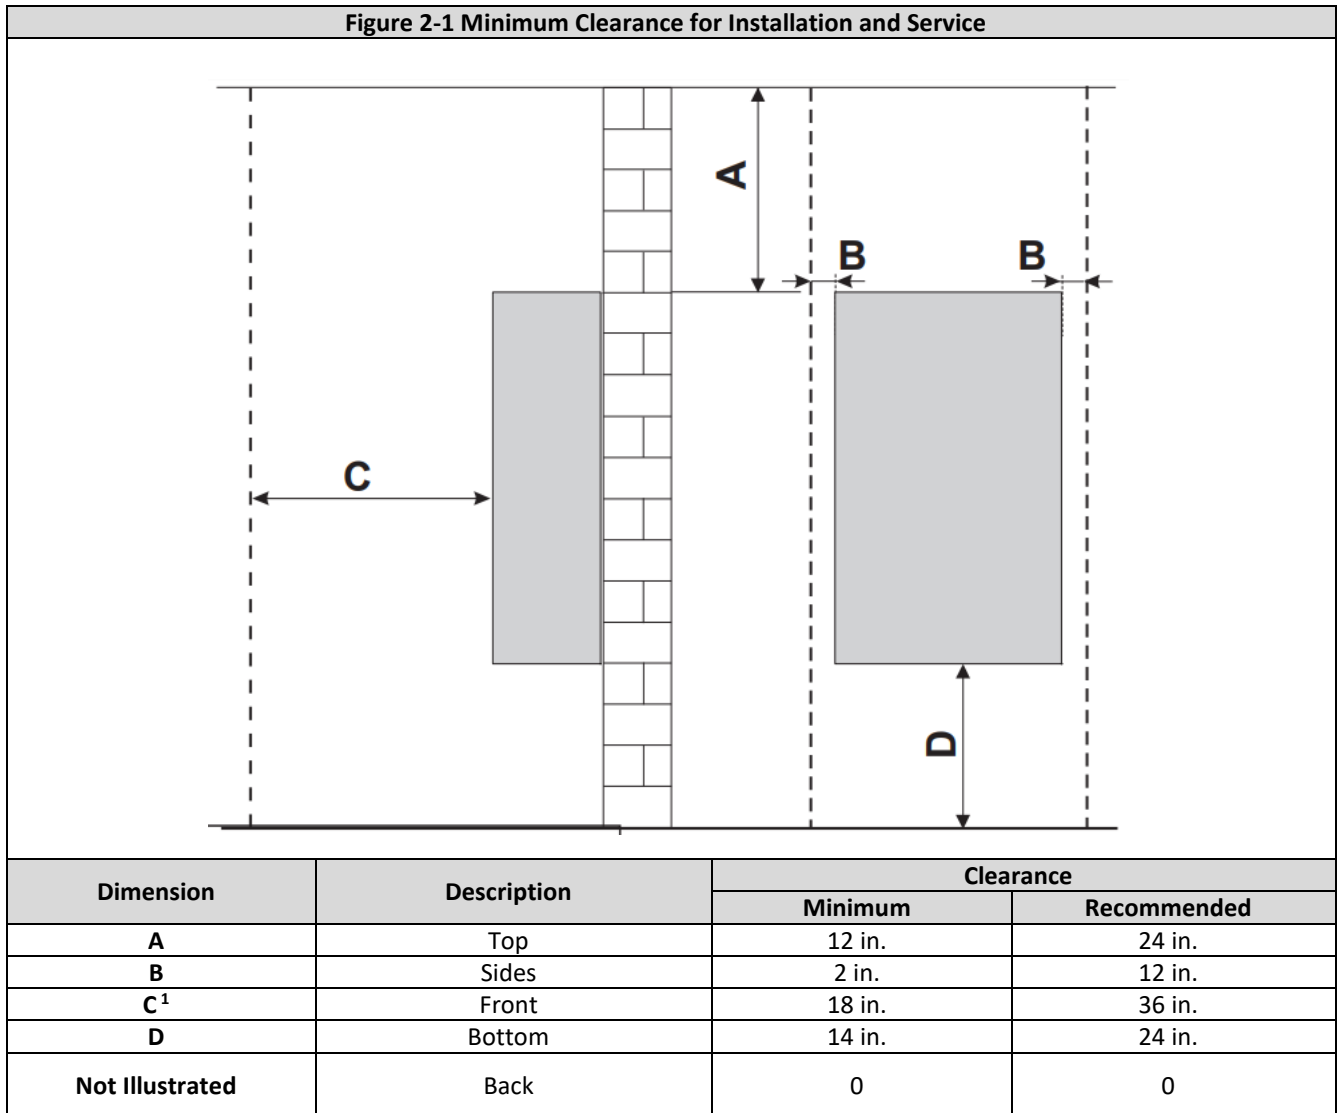 Figure 2-1 Minimum Clearance for Installation and Service
A
B B
C
D
Dimension Description Clearance
Minimum Recommended
A Top 12 in. 24 in.
B Sides 2 in. 12 in.
C ¹ Front 18 in. 36 in.
D Bottom 14 in. 24 in.
Not Illustrated Back 0 0